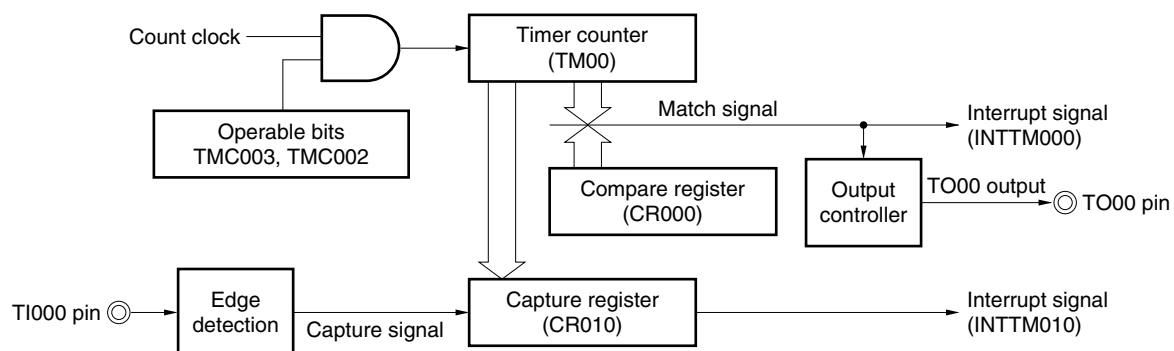 Count clock
Timer counter
(TM00)
Operable bits
TMC003, TMC002
Match signal
Interrupt signal
(INTTM000)
Compare register
(CR000)
Output
controller
TO00 output
TO00 pin
TI000 pin
Edge
detection
Capture signal
Capture register
(CR010)
Interrupt signal
(INTTM010)